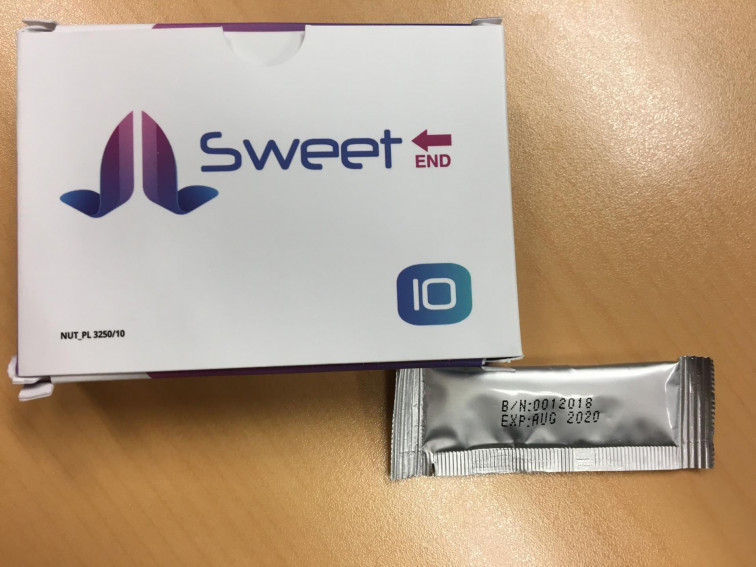 Sweet
END
10
NUT_PL 3250/10
B/N:0012018
EXP:AUG 2020